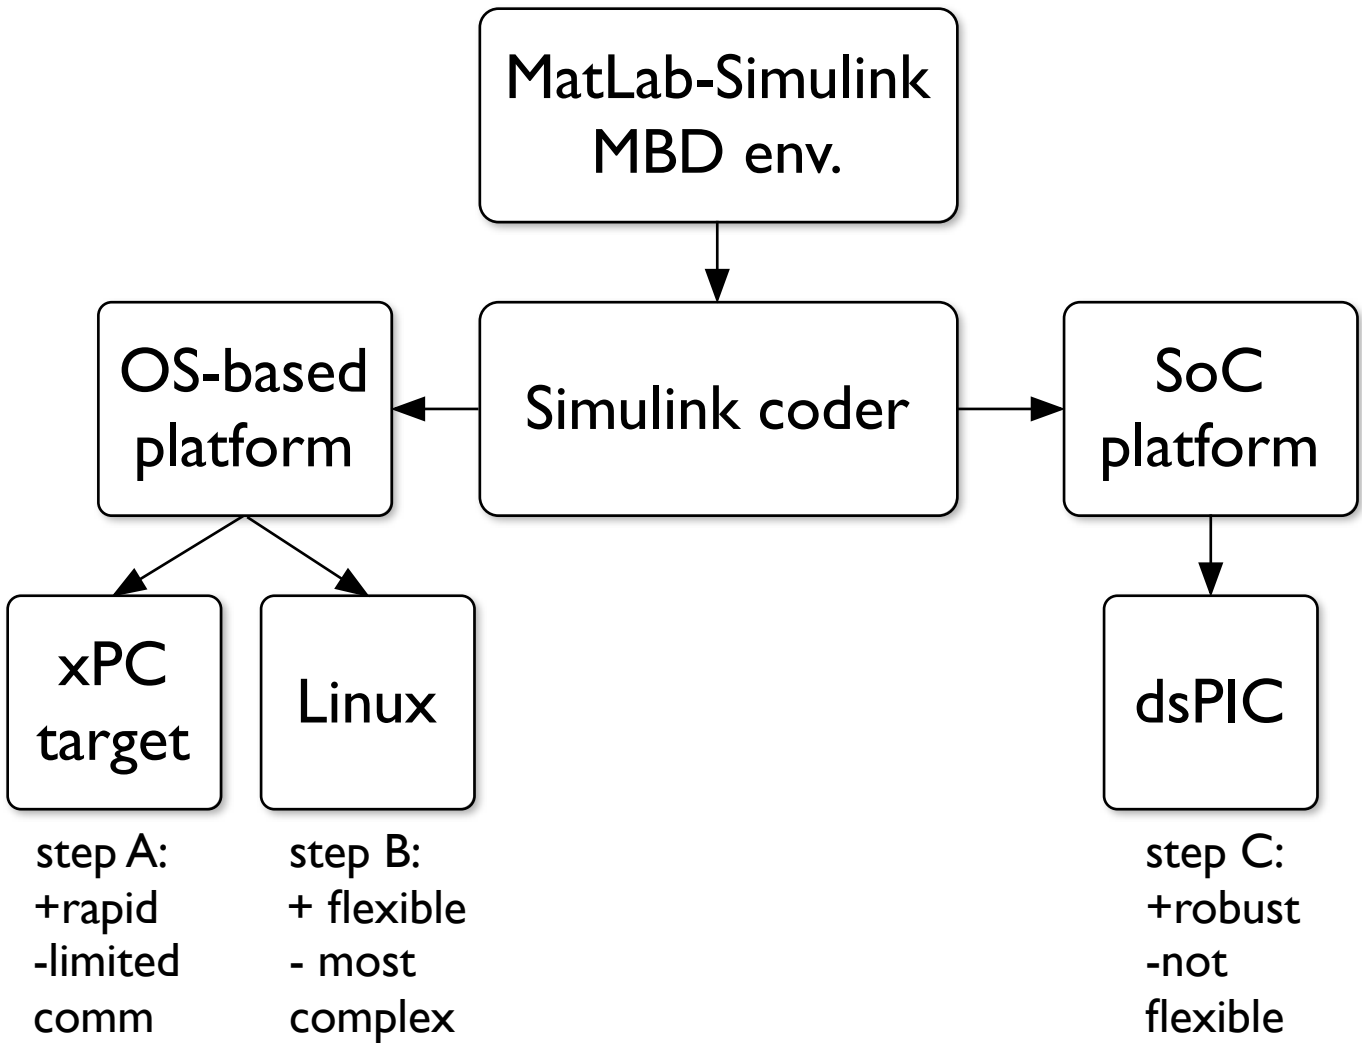 MatLab-Simulink
MBD env.
OS-based
platform
Simulink coder
SoC
platform
xPC
target
Linux
dsPIC
step A:
+rapid
-limited
comm
step B:
+ flexible
- most
complex
step C:
+robust
-not
flexible